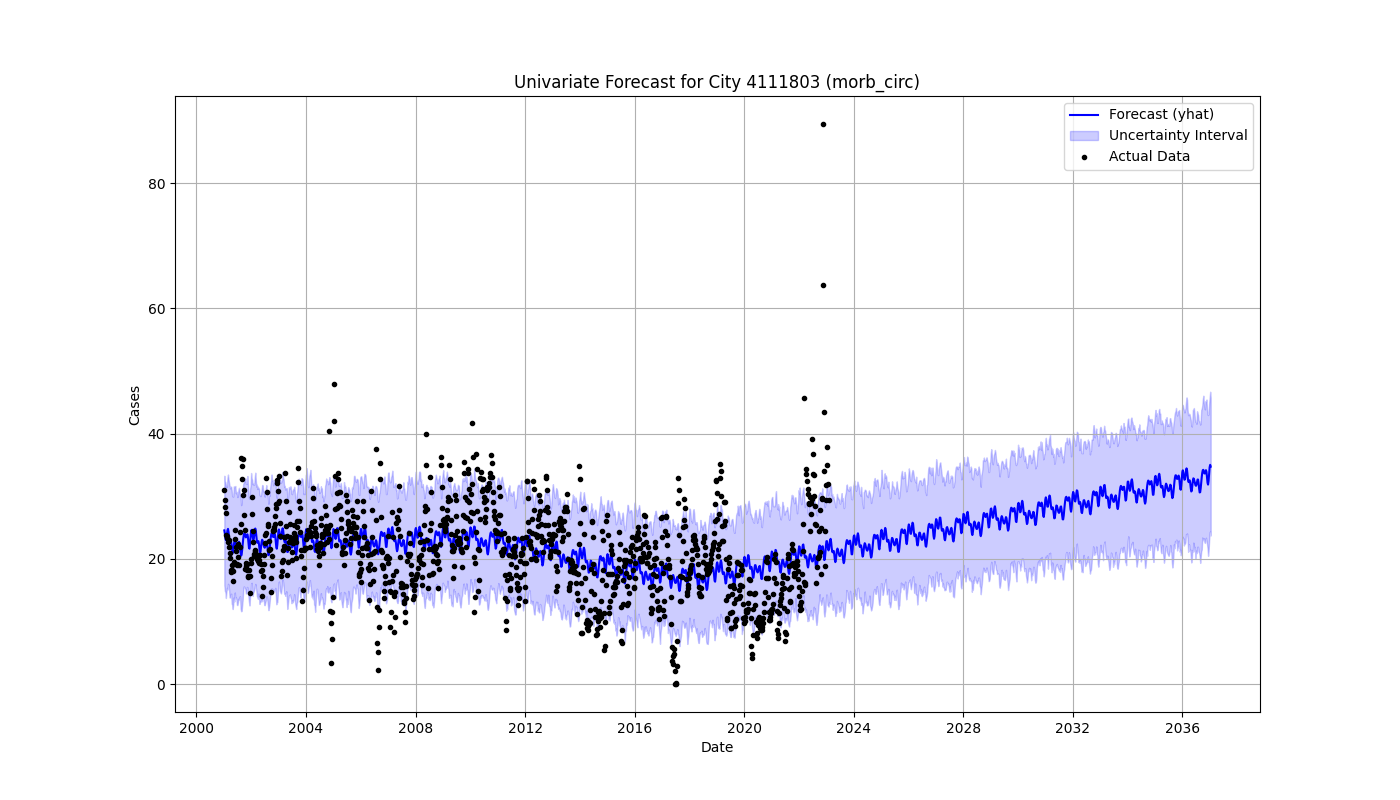 Univariate Forecast for City 4111803 (morb_circ)
Forecast (yhat)
Uncertainty Interval
Actual Data
80
60
40
20
0
Cases
2000 2004 2008 2012 2016 2020 2024 2028 2032 2036
Date